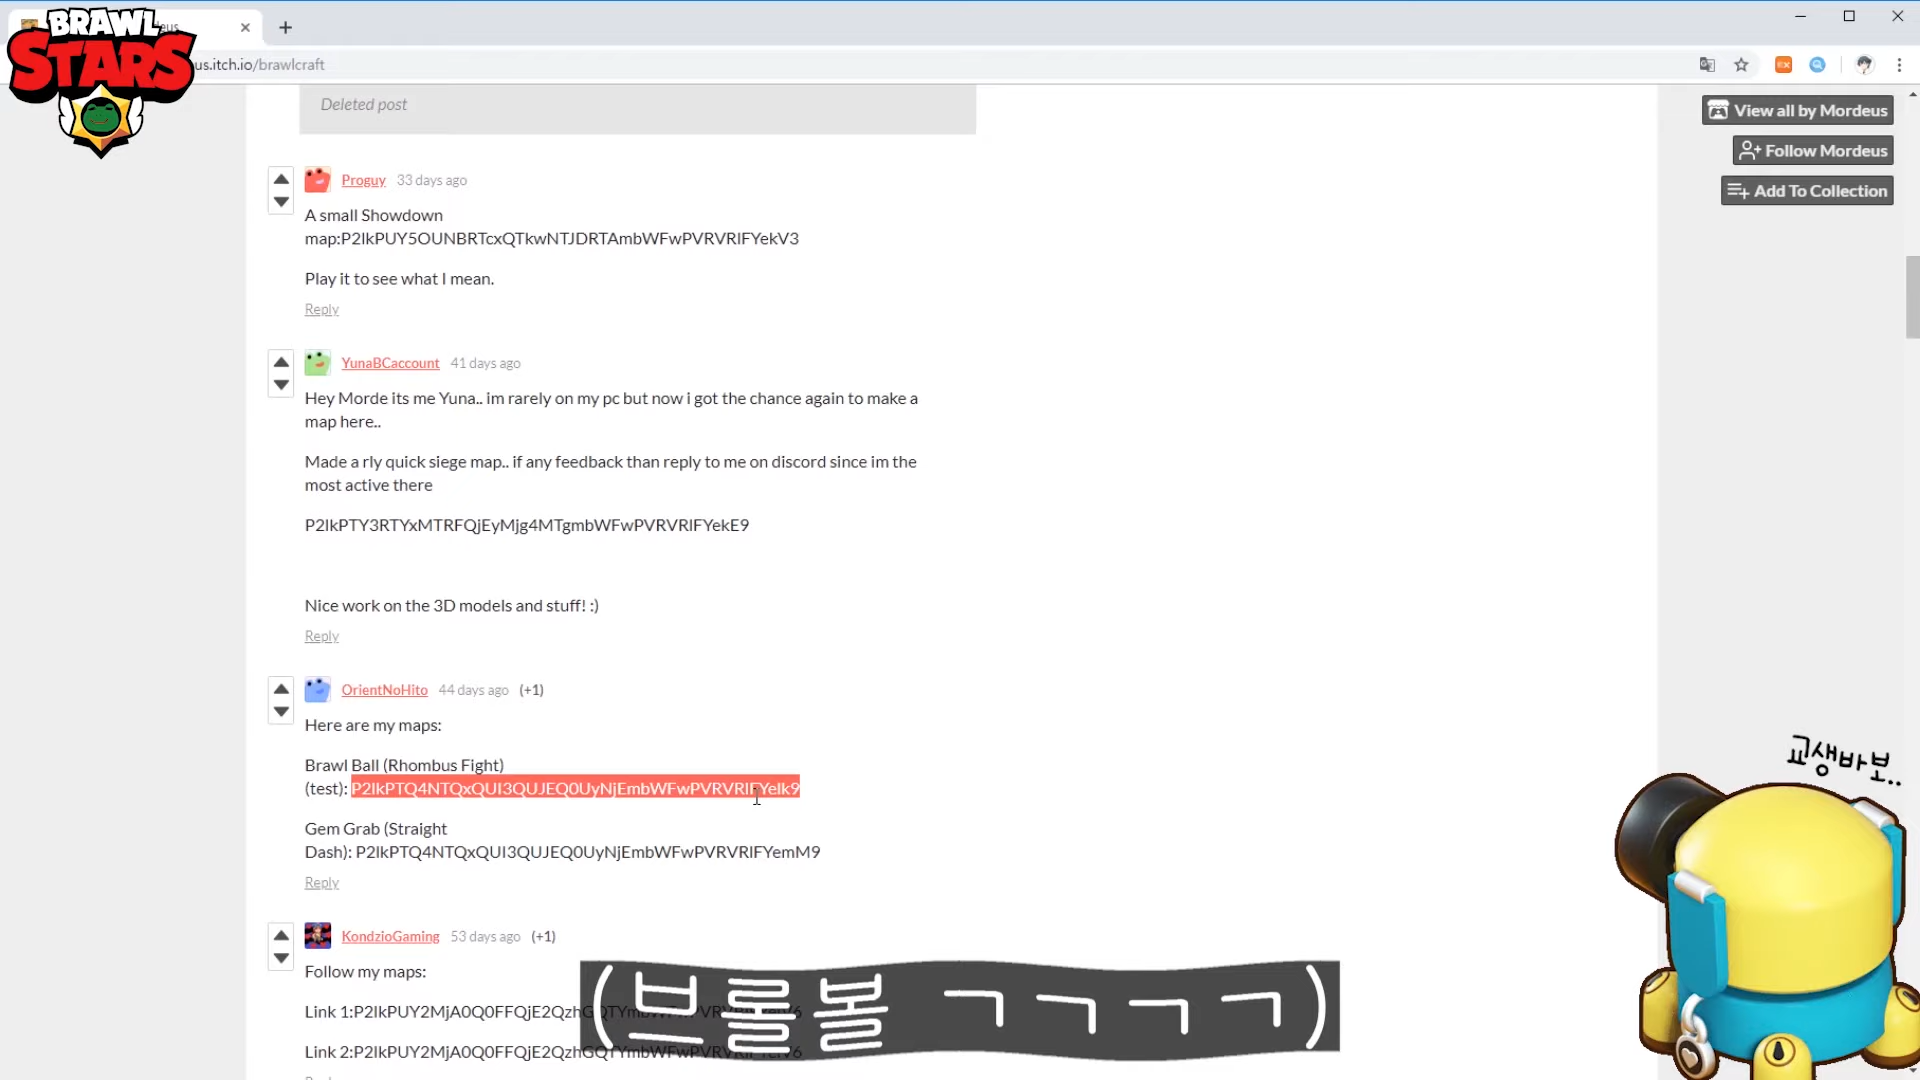 BRAWL
STARS
us.itch.io/brawlcraft
View all by Mordeus
Follow Mordeus
Add To Collection
Deleted post
Proguy 33 days ago
A small Showdown
map:P2lkPUY5OUNBRTcxQTkwNTJDRTAmbWFwPVRVRlFYekV3
Play it to see what I mean.
Reply
YunaBCaccount 41 days ago
Hey Morde its me Yuna.. im rarely on my pc but now i got the chance again to make a
map here..
Made a rly quick siege map.. if any feedback than reply to me on discord since im the
most active there
P2lkPTY3RTYxMTRFQjEyMjg4MTgmbWFwPVRVRlFYekE9
Nice work on the 3D models and stuff! :)
Reply
OrientNoHito 44 days ago (+1)
Here are my maps:
Brawl Ball (Rhombus Fight)
(test): P2lkPTQ4NTQxQUI3QUJEQ0UyNjEmbWFwPVRVRlFYelk9
Gem Grab (Straight
Dash): P2lkPTQ4NTQxQUI3QUJEQ0UyNjEmbWFwPVRVRlFYemM9
Reply
KondzioGaming 53 days ago (+1)
Follow my maps:
Link 1:P2lkPUY2MjA0Q0FFQjE2Qzh
Link 2:P2lkPUY2MjA0Q0FFQjE2Qzh
(브롤볼 ㄱㄱㄱㄱ)
교생바보..